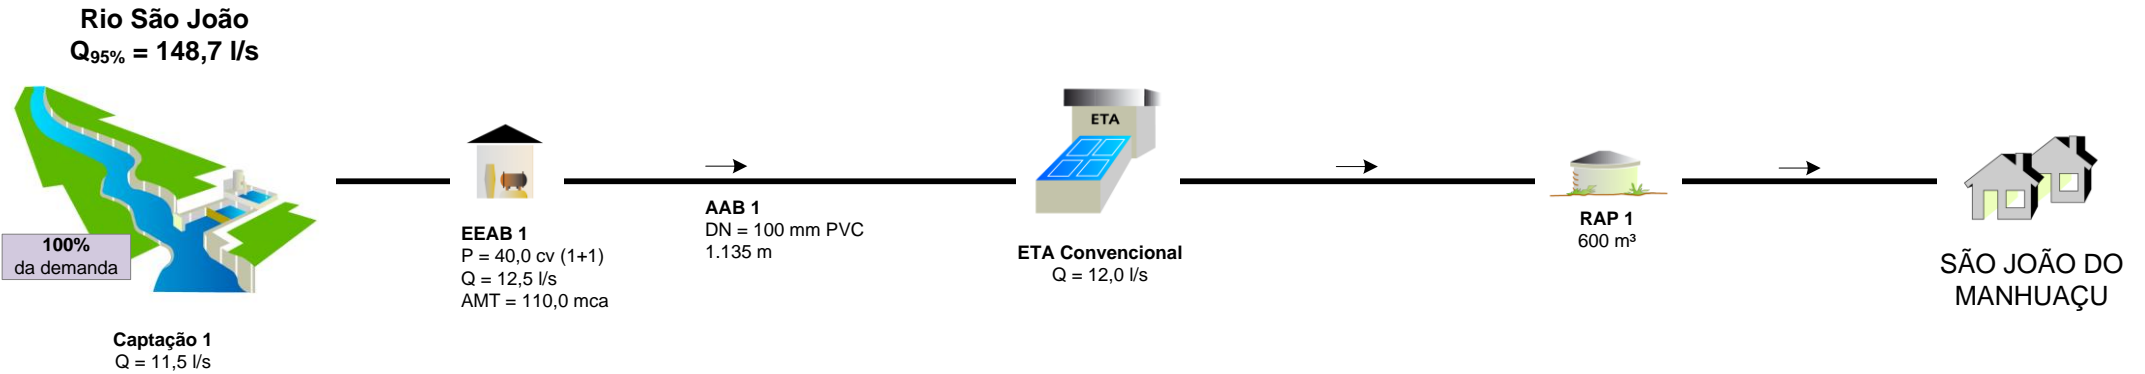 Rio São João
Q95% = 148,7 l/s
100%
da demanda
Captação 1
Q = 11,5 l/s
EEAB 1
P = 40,0 cv (1+1)
Q = 12,5 l/s
AMT = 110,0 mca
AAB 1
DN = 100 mm PVC
1.135 m
ETA
ETA Convencional
Q = 12,0 l/s
RAP 1
600 m³
SÃO JOÃO DO
MANHUAÇU